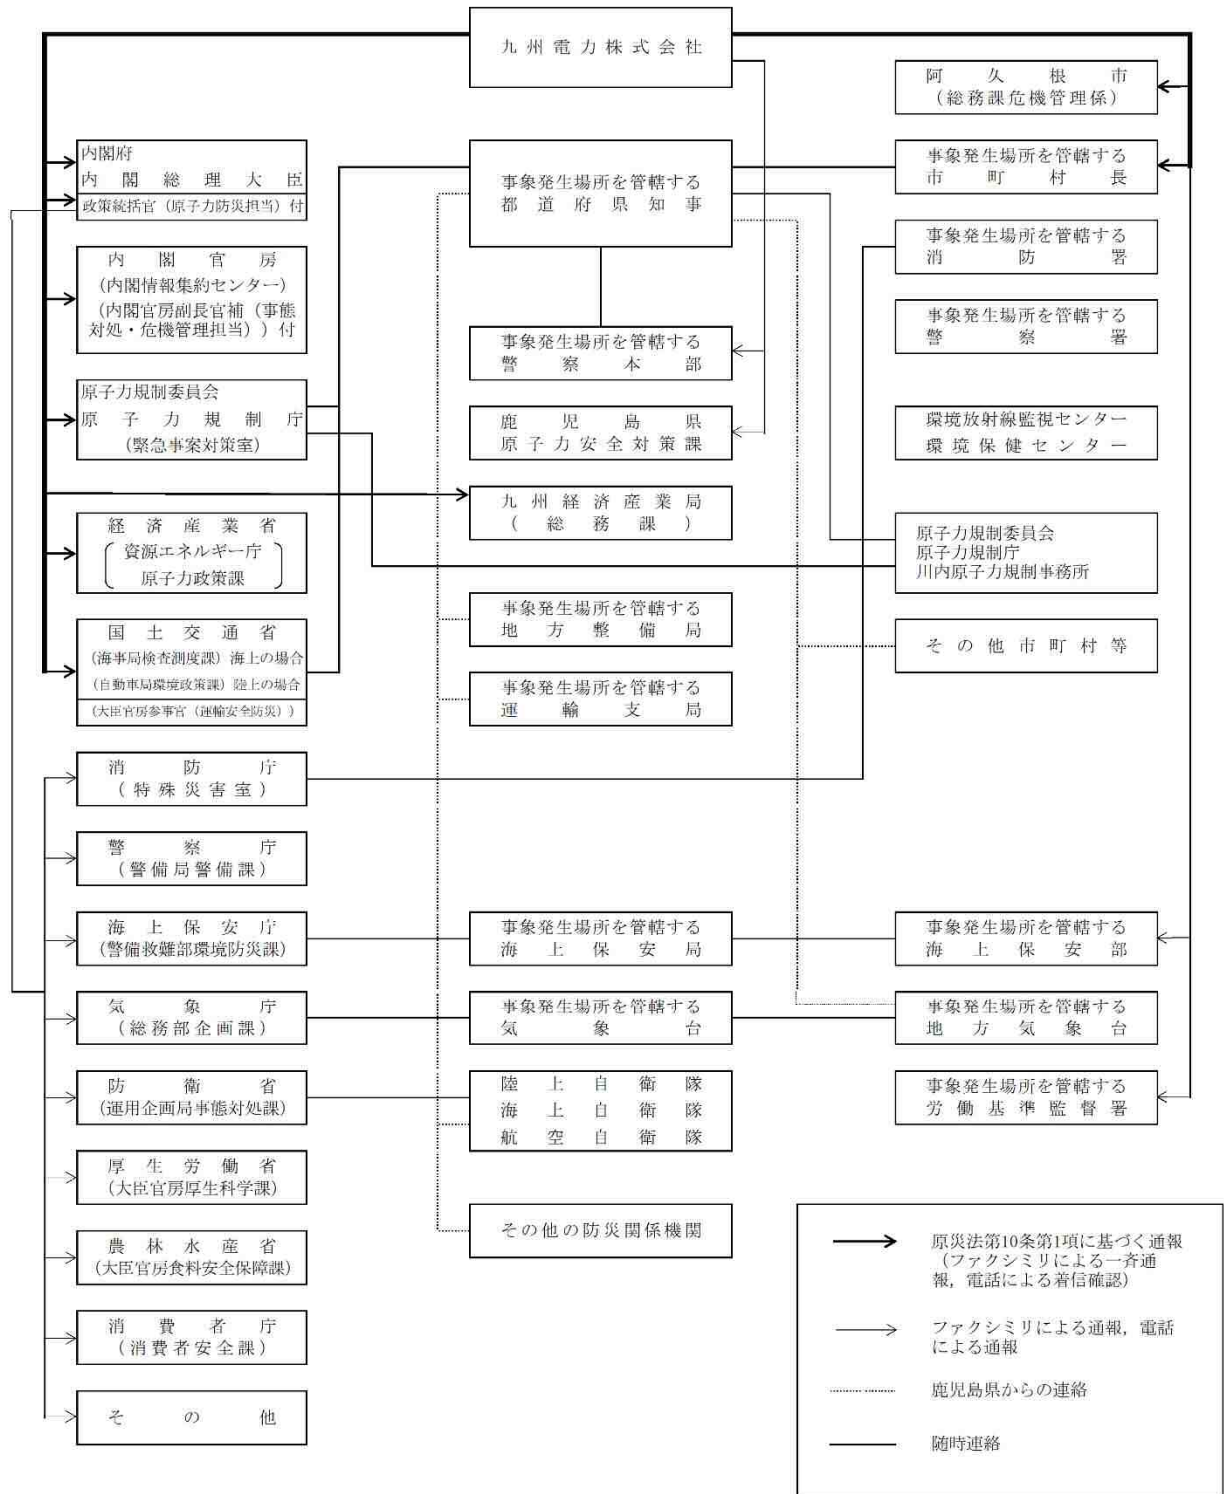 九州電力株式会社
阿久根市
（総務課危機管理係）
内閣府
内閣総理大臣
政策統括官（原子力防災担当）付
事象発生場所を管轄する
都道府県知事
事象発生場所を管轄する
市町村長
事象発生場所を管轄する
消防署
内閣官房
（内閣情報集約センター）
（内閣官房副長官補（事態
対処・危機管理担当））付
事象発生場所を管轄する
警察本部
事象発生場所を管轄する
警察署
原子力規制委員会
原子力規制庁
（緊急事案対策室）
鹿児島県
原子力安全対策課
環境放射線監視センター
環境保健センター
九州経済産業局
（総務課）
経済産業省
資源エネルギー庁
原子力政策課
原子力規制委員会
原子力規制庁
川内原子力規制事務所
事象発生場所を管轄する
地方整備局
国土交通省
（海事局検査測度課）海上の場合
（自動車局環境政策課）陸上の場合
（大臣官房参事官（運輸安全防災））
その他市町村等
事象発生場所を管轄する
運輸支局
消防庁
（特殊災害室）
警察庁
（警備局警備課）
海上保安庁
（警備救難部環境防災課）
事象発生場所を管轄する
海上保安局
事象発生場所を管轄する
海上保安部
気象庁
（総務部企画課）
事象発生場所を管轄する
気象台
事象発生場所を管轄する
地方気象台
防衛省
（運用企画局事態対処課）
陸上自衛隊
海上自衛隊
航空自衛隊
事象発生場所を管轄する
労働基準監督署
厚生労働省
（大臣官房厚生科学課）
その他の防災関係機関
農林水産省
（大臣官房食料安全保障課）
消費者庁
（消費者安全課）
その他
原災法第10条第1項に基づく通報
（ファクシミリによる一斉通
報，電話による着信確認）
ファクシミリによる通報，電話
による通報
鹿児島県からの連絡
随時連絡